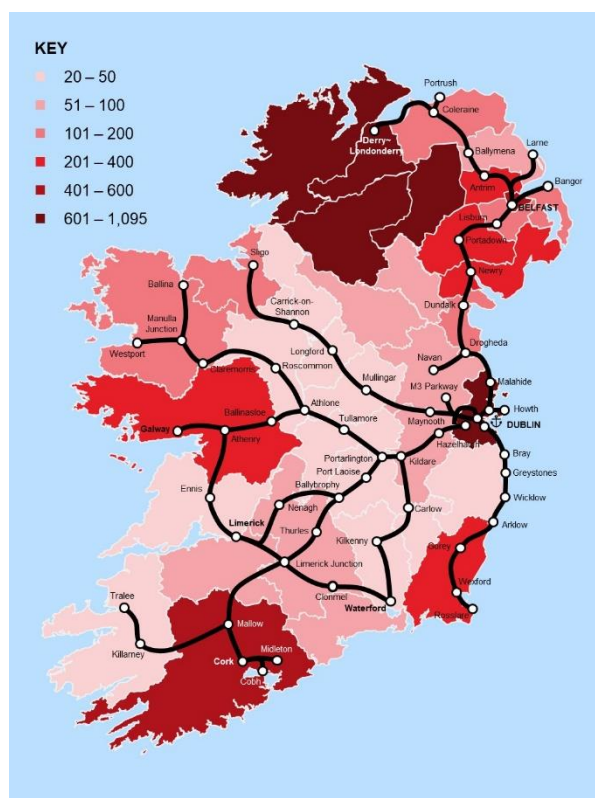 KEY
20 – 50
51 – 100
101 – 200
201 – 400
401 – 600
601 – 1,095
Portrush
Coleraine
Derry~
Londonderry
Ballymena
Larne
Antrim
Bangor
BELFAST
Lisburn
Portadown
Newry
Sligo
Dundalk
Ballina
Carrick-on-
Shannon
Manulla
Junction
Drogheda
Longford
Navan
Westport
Claremorris
Roscommon
Malahide
Mullingar
M3 Parkway
Howth
Athlone
Maynooth
DUBLIN
Ballinasloe
Tullamore
Hazelhatch
Galway
Athenry
Portarlington
Bray
Kildare
Port Laoise
Greystones
Ennis
Ballybrophy
Wicklow
Nenagh
Carlow
Limerick
Arklow
Thurles
Kilkenny
Gorey
Limerick Junction
Wexford
Clonmel
Tralee
Waterford
Rosslare
Mallow
Killarney
Midleton
Cork
Cobh